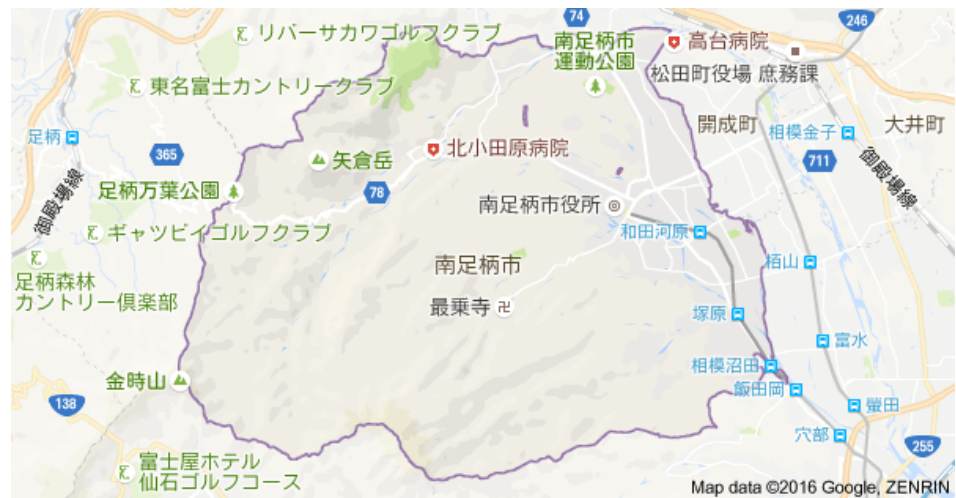 74
246
リバーサカワゴルフクラブ
南足柄市
運動公園
高台病院
松田町役場 庶務課
東名富士カントリークラブ
足柄
開成町
相模金子
大井町
365
矢倉岳
北小田原病院
711
御殿場線
御殿場線
足柄万葉公園
78
南足柄市役所
ギャツビイゴルフクラブ
和田河原
足柄森林
カントリー倶楽部
南足柄市
栢山
最乗寺
卍
塚原
富水
金時山
相模沼田
飯田岡
138
螢田
穴部
255
富士屋ホテル
仙石ゴルフコース
Map data ©2016 Google, ZENRIN